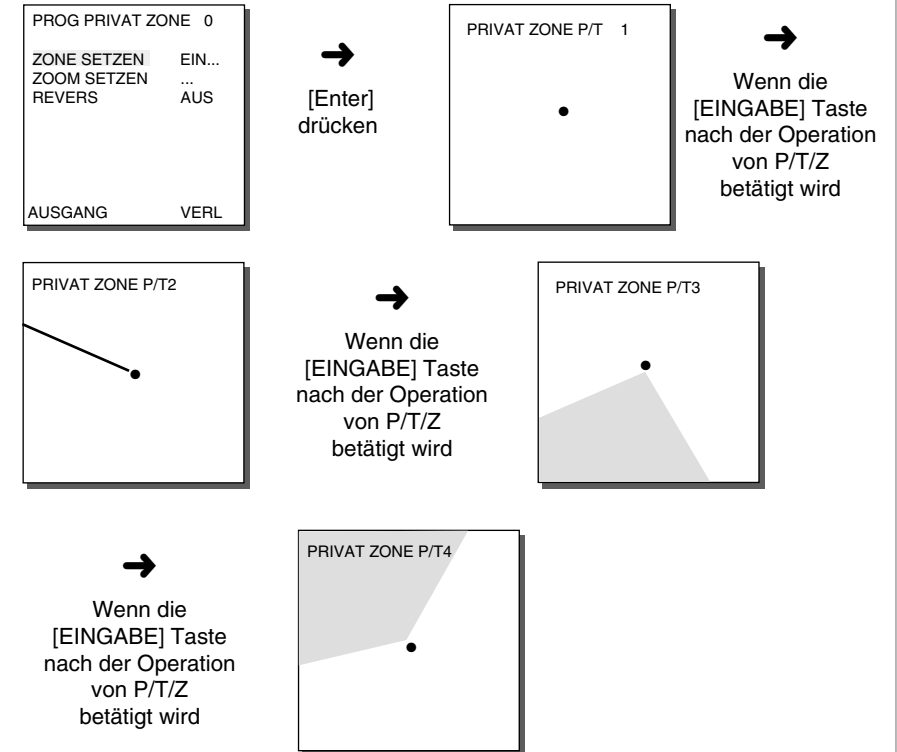 PROG PRIVAT ZONE 0
ZONE SETZEN EIN...
ZOOM SETZEN ...
REVERS AUS
AUSGANG VERL
[Enter]
drücken
PRIVAT ZONE P/T 1
Wenn die
[EINGABE] Taste
nach der Operation
von P/T/Z
betätigt wird
PRIVAT ZONE P/T2
Wenn die
[EINGABE] Taste
nach der Operation
von P/T/Z
betätigt wird
PRIVAT ZONE P/T3
Wenn die
[EINGABE] Taste
nach der Operation
von P/T/Z
betätigt wird
PRIVAT ZONE P/T4